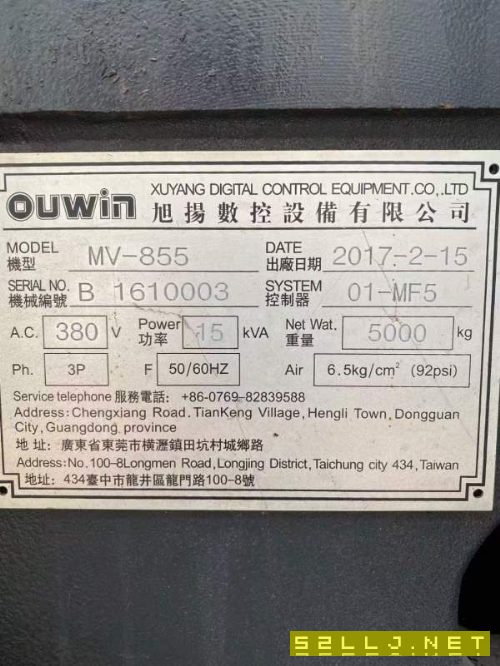 OUWIN XUYANG DIGITAL CONTROL EQUIPMENT.CO,.LTD
旭揚數控設備有限公司
MODEL 機型 MV-855 DATE 出廠日期 2017-2-15
SERIAL NO. 機械編號 B 1610003 SYSTEM 控制器 01-MF5
A.C. 380 V Power 功率 15 kVA Net Wat. 重量 5000 kg
Ph. 3P F 50/60HZ Air 6.5kg/cm² (92psi)
Service telephone 服務電話: +86-0769-82839588
Address: Chengxiang Road, TianKeng Village, Hengli Town, Dongguan
City, Guangdong province
地 址: 廣東省東莞市横瀝鎮田坑村城鄉路
Address:No,100-8Longmen Road, Longjing District, Taichung city 434, Taiwan
地址: 434臺中市龍井區龍門路100-8號
52LLJ.NET